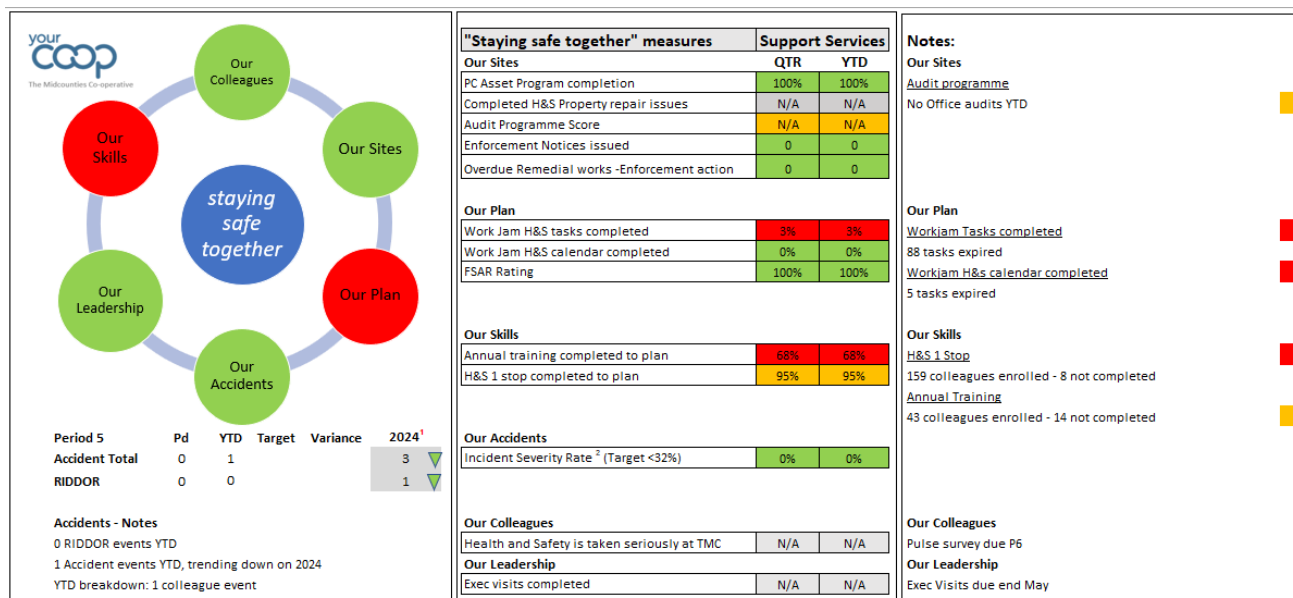 your
coop
The Midcounties Co-operative
Our
Colleagues
Our
Skills
Our Sites
staying
safe
together
Our
Leadership
Our Plan
Our
Accidents
Period 5 Pd YTD Target Variance 2024¹
Accident Total 0 1 3
RIDDOR 0 0 1
Accidents - Notes
0 RIDDOR events YTD
1 Accident events YTD, trending down on 2024
YTD breakdown: 1 colleague event
"Staying safe together" measures Support Services
Our Sites QTR YTD
PC Asset Program completion 100% 100%
Completed H&S Property repair issues N/A N/A
Audit Programme Score N/A N/A
Enforcement Notices issued 0 0
Overdue Remedial works -Enforcement action 0 0
Our Plan
Work Jam H&S tasks completed 3% 3%
Work Jam H&S calendar completed 0% 0%
FSAR Rating 100% 100%
Our Skills
Annual training completed to plan 68% 68%
H&S 1 stop completed to plan 95% 95%
Our Accidents
Incident Severity Rate ² (Target <32%) 0% 0%
Our Colleagues
Health and Safety is taken seriously at TMC N/A N/A
Our Leadership
Exec visits completed N/A N/A
Notes:
Our Sites
Audit programme
No Office audits YTD
Our Plan
Workjam Tasks completed
88 tasks expired
Workjam H&s calendar completed
5 tasks expired
Our Skills
H&S 1 Stop
159 colleagues enrolled - 8 not completed
Annual Training
43 colleagues enrolled - 14 not completed
Our Colleagues
Pulse survey due P6
Our Leadership
Exec Visits due end May